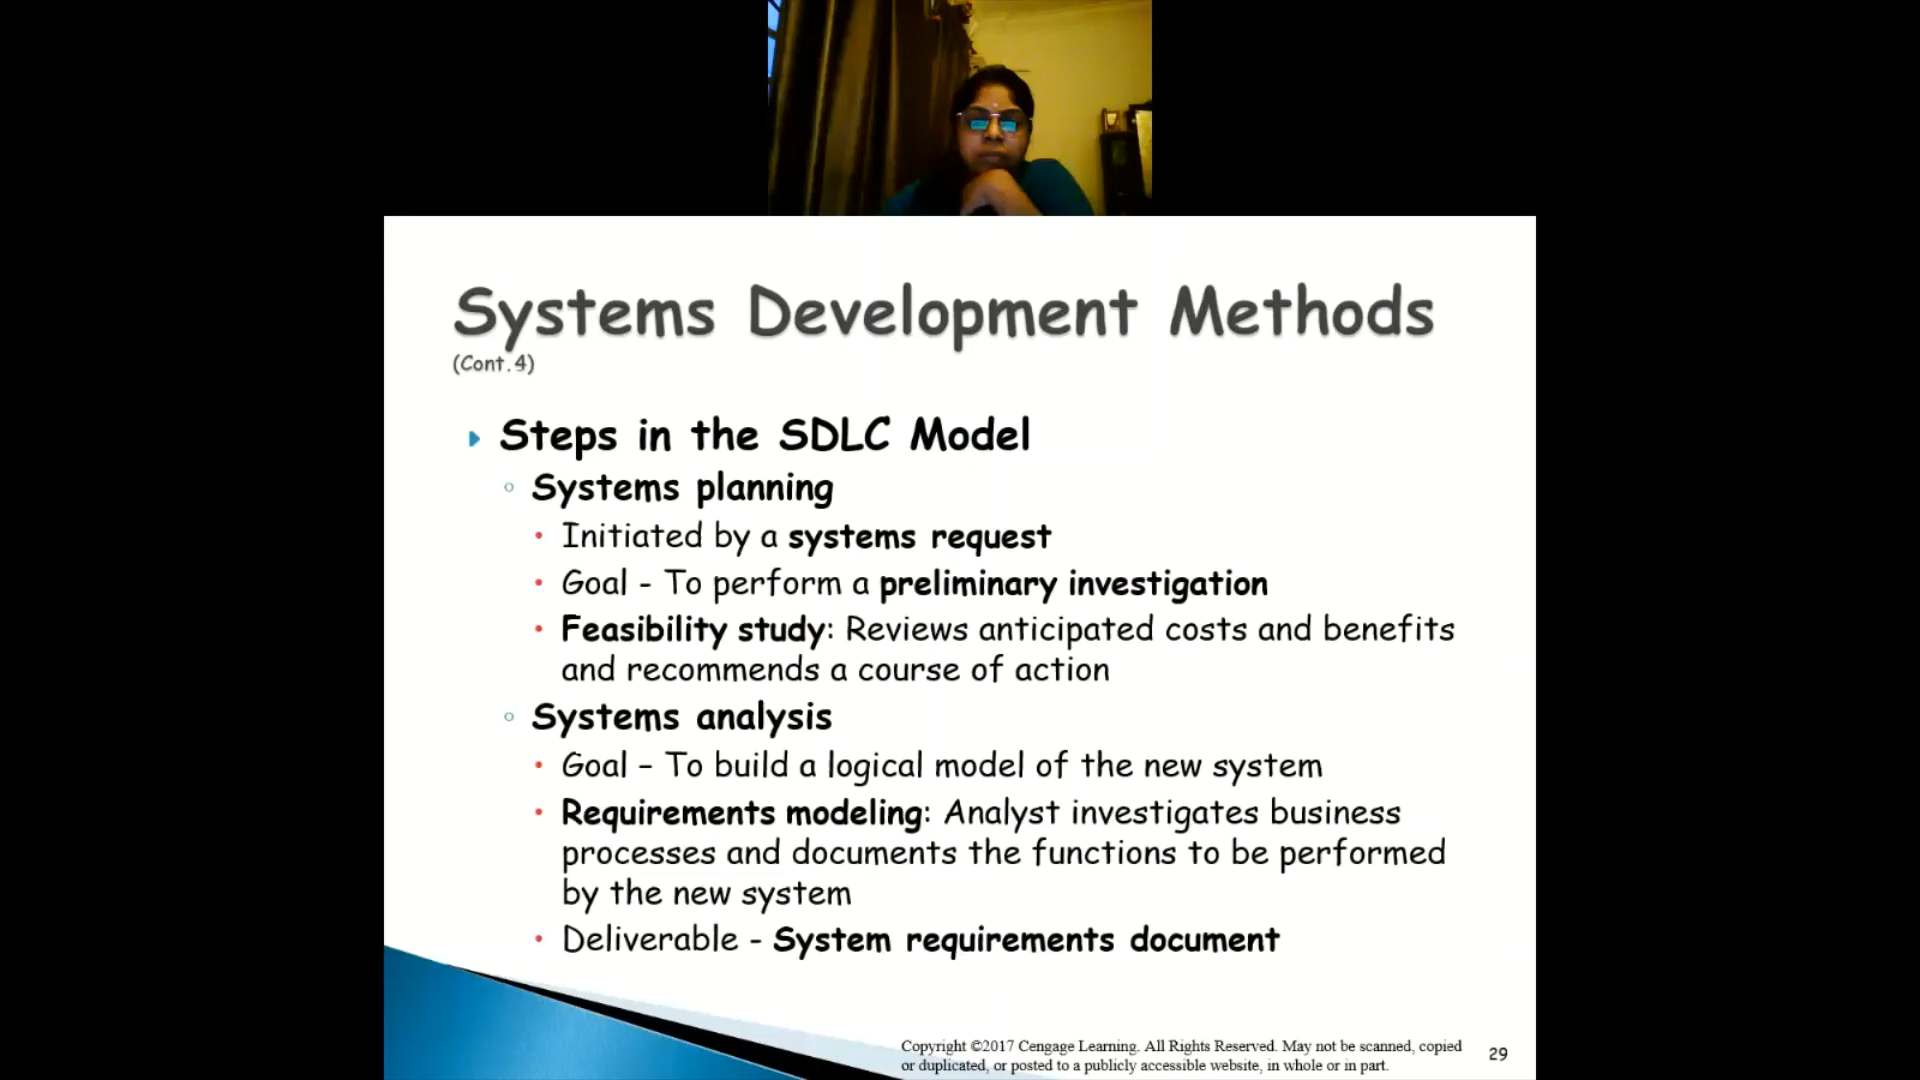 Systems Development Methods
(Cont.4)
Steps in the SDLC Model
Systems planning
Initiated by a systems request
Goal - To perform a preliminary investigation
Feasibility study: Reviews anticipated costs and benefits
and recommends a course of action
Systems analysis
Goal – To build a logical model of the new system
Requirements modeling: Analyst investigates business
processes and documents the functions to be performed
by the new system
Deliverable - System requirements document
Copyright ©2017 Cengage Learning. All Rights Reserved. May not be scanned, copied
or duplicated, or posted to a publicly accessible website, in whole or in part.
29